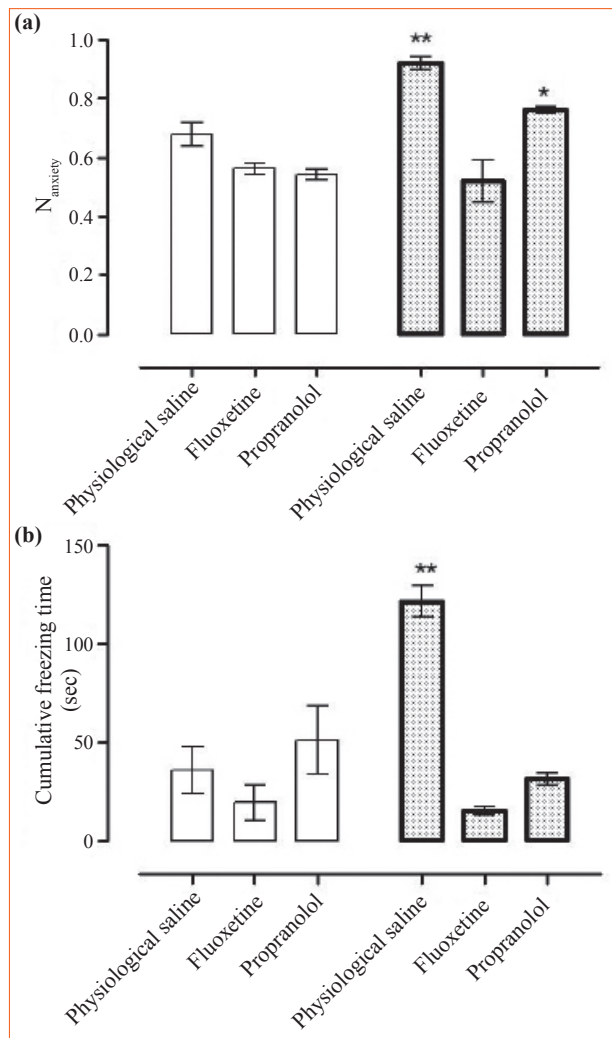 (a)
**
*
1.0
0.8
0.6
0.4
0.2
0.0
Nanxiety
Physiological saline
Fluoxetine
Propranolol
Physiological saline
Fluoxetine
Propranolol
(b)
**
150
100
50
0
Cumulative freezing time
(sec)
Physiological saline
Fluoxetine
Propranolol
Physiological saline
Fluoxetine
Propranolol